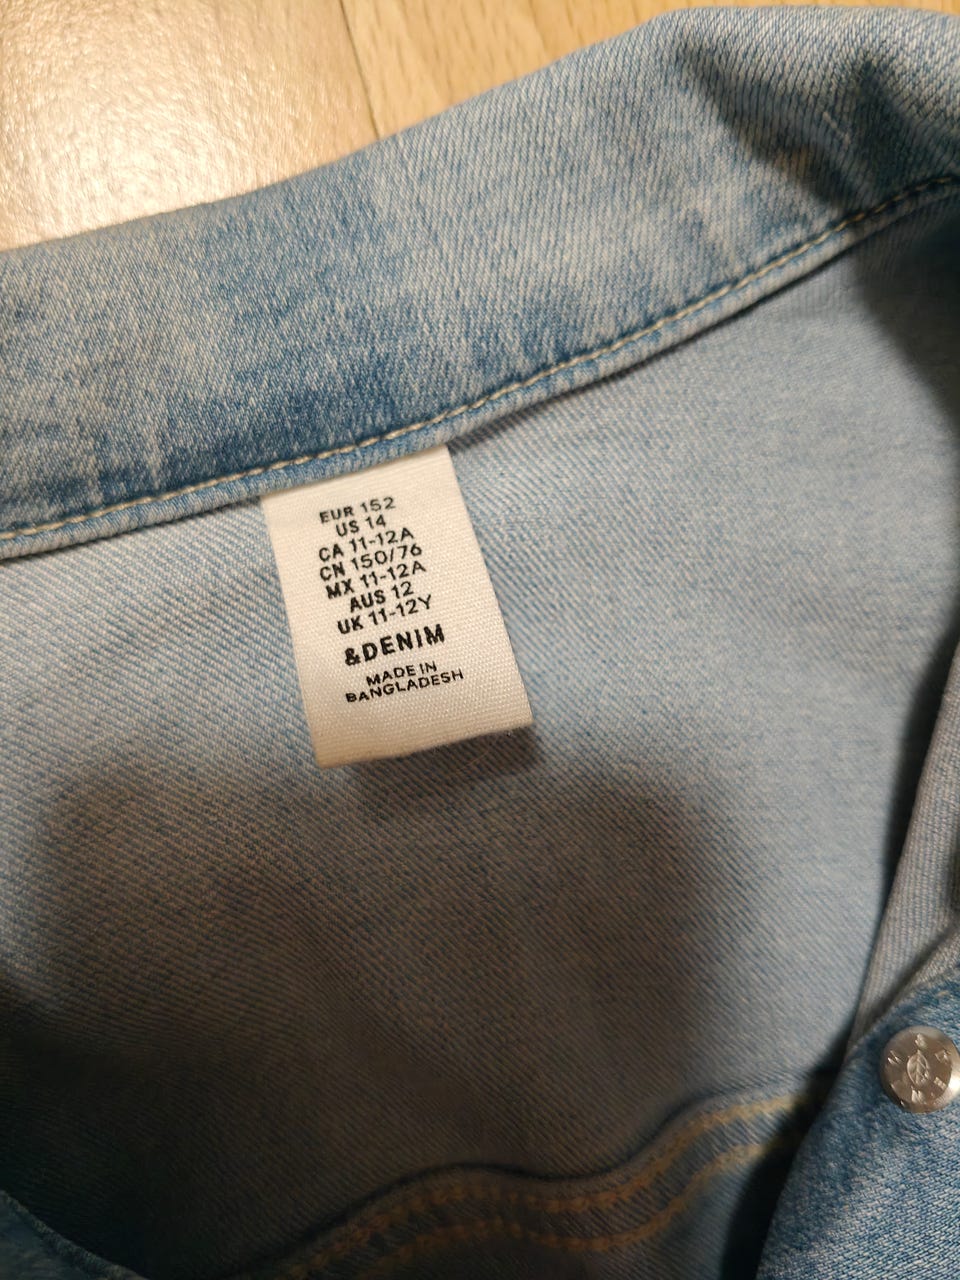 EUR 152
US 14
CA 11-12A
CN 150/76
MX 11-12A
AUS 12
UK 11-12Y
&DENIM
MADE IN
BANGLADESH